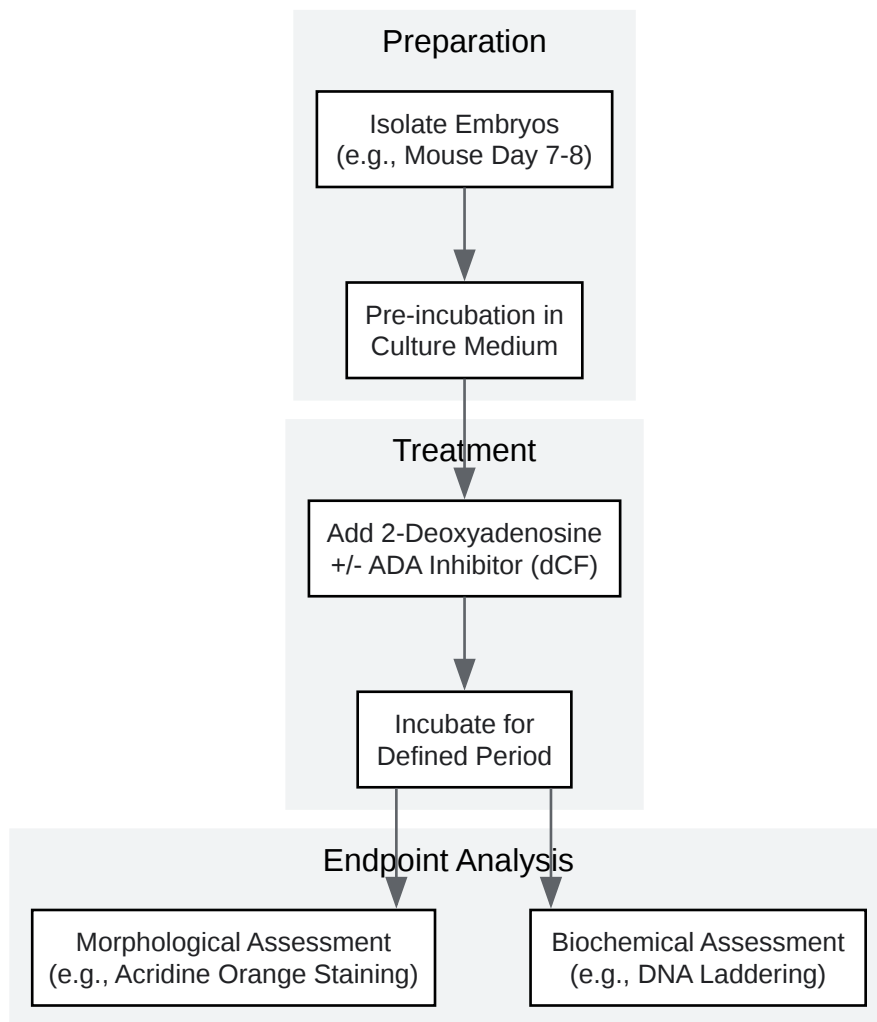 Preparation
Isolate Embryos
(e.g., Mouse Day 7-8)
Pre-incubation in
Culture Medium
Treatment
Add 2-Deoxyadenosine
+/- ADA Inhibitor (dCF)
Incubate for
Defined Period
Endpoint Analysis
Morphological Assessment
(e.g., Acridine Orange Staining)
Biochemical Assessment
(e.g., DNA Laddering)